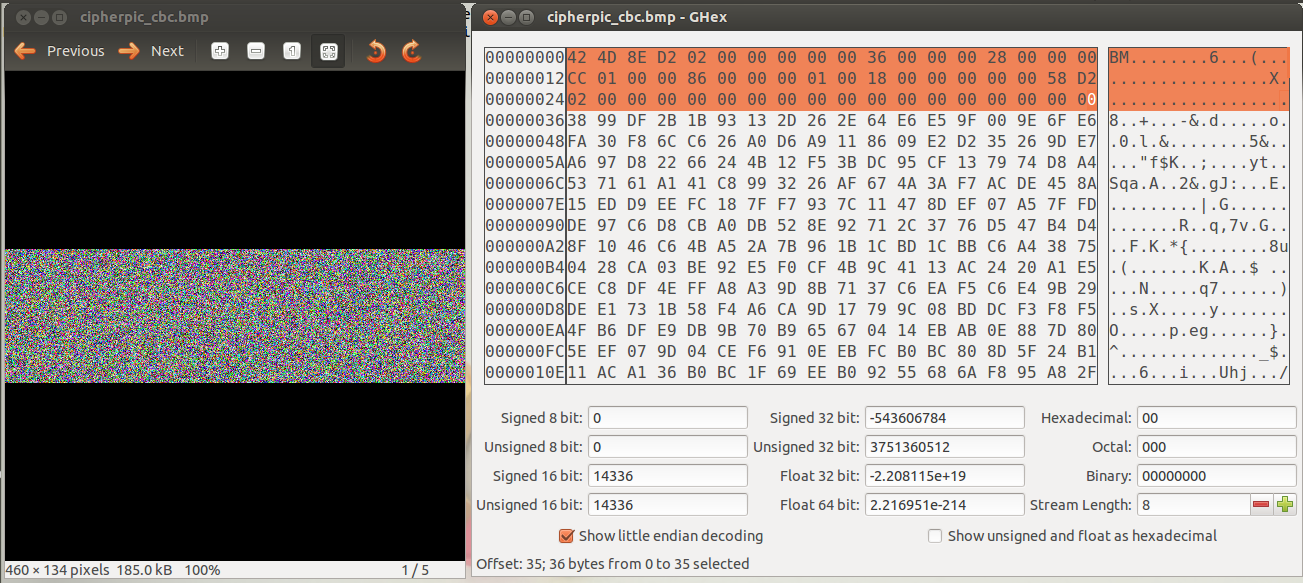 cipherpic_cbc.bmp
Previous Next
460 × 134 pixels 185.0 kB 100% 1 / 5
cipherpic_cbc.bmp - GHex
00000000 42 4D 8E D2 02 00 00 00 00 00 36 00 00 00 28 00 00 00 BM........6...(...
00000012 CC 01 00 00 86 00 00 00 01 00 18 00 00 00 00 00 58 D2 ................X.
00000024 02 00 00 00 00 00 00 00 00 00 00 00 00 00 00 00 00 00 ..................
00000036 38 99 DF 2B 1B 93 13 2D 26 2E 64 E6 E5 9F 00 9E 6F E6 8..+...-&.d.....o.
00000048 FA 30 F8 6C C6 26 A0 D6 A9 11 86 09 E2 D2 35 26 9D E7 .0.l.&........5&..
0000005A A6 97 D8 22 66 24 4B 12 F5 3B DC 95 CF 13 79 74 D8 A4 ..."f$K..;....yt..
0000006C 53 71 61 A1 41 C8 99 32 26 AF 67 4A 3A F7 AC DE 45 8A Sqa.A..2&.gJ:...E.
0000007E 15 ED D9 EE FC 18 7F F7 93 7C 11 47 8D EF 07 A5 7F FD .........|.G......
00000090 DE 97 C6 D8 CB A0 DB 52 8E 92 71 2C 37 76 D5 47 B4 D4 .......R..q,7v.G..
000000A2 8F 10 46 C6 4B A5 2A 7B 96 1B 1C BD 1C BB C6 A4 38 75 ..F.K.*{........8u
000000B4 04 28 CA 03 BE 92 E5 F0 CF 4B 9C 41 13 AC 24 20 A1 E5 .(.......K.A..$ ..
000000C6 CE C8 DF 4E FF A8 A3 9D 8B 71 37 C6 EA F5 C6 E4 9B 29 ...N.....q7......)
000000D8 DE E1 73 1B 58 F4 A6 CA 9D 17 79 9C 08 BD DC F3 F8 F5 ..s.X.....y.......
000000EA 4F B6 DF E9 DB 9B 70 B9 65 67 04 14 EB AB 0E 88 7D 80 O.....p.eg......}.
000000FC 5E EF 07 9D 04 CE F6 91 0E EB FC B0 BC 80 8D 5F 24 B1 ^.............._$.
0000010E 11 AC A1 36 B0 BC 1F 69 EE B0 92 55 68 6A F8 95 A8 2F ...6...i...Uhj.../
Signed 8 bit: 0 Signed 32 bit: -543606784 Hexadecimal: 00
Unsigned 8 bit: 0 Unsigned 32 bit: 3751360512 Octal: 000
Signed 16 bit: 14336 Float 32 bit: -2.208115e+19 Binary: 00000000
Unsigned 16 bit: 14336 Float 64 bit: 2.216951e-214 Stream Length: 8
Show little endian decoding Show unsigned and float as hexadecimal
Offset: 35; 36 bytes from 0 to 35 selected